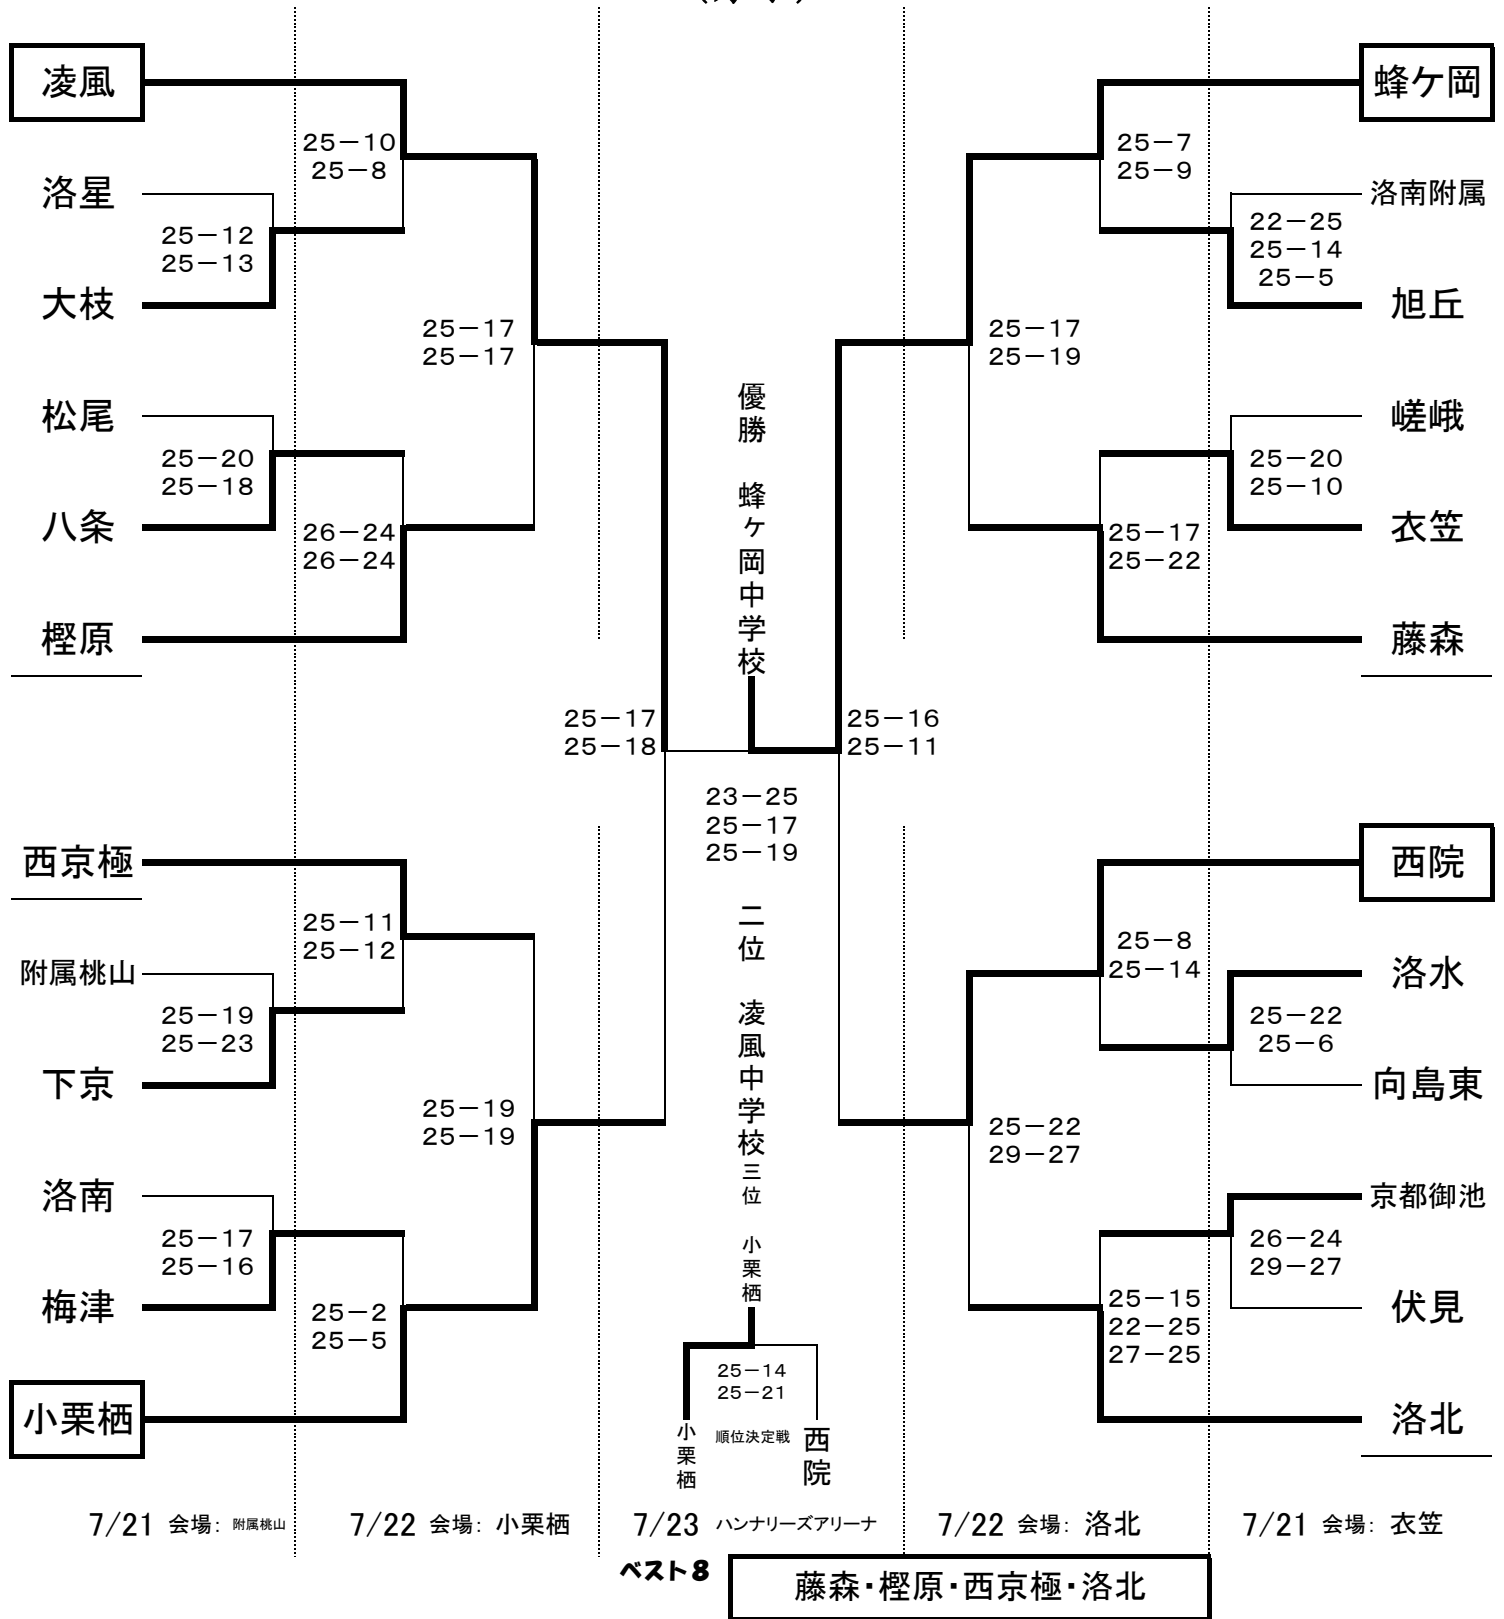 凌風
洛星
大枝
松尾
八条
樫原
西京極
附属桃山
下京
洛南
梅津
小栗栖
25－10
25－8
25－12
25－13
25－17
25－17
25－20
25－18
26－24
26－24
25－17
25－18
25－11
25－12
25－19
25－23
25－19
25－19
25－17
25－16
25－2
25－5
優勝　蜂ヶ岡中学校
23－25
25－17
25－19
二位　凌風中学校
三位　小栗栖
25－14
25－21
小栗栖
順位決定戦
西院
蜂ケ岡
洛南附属
旭丘
嵯峨
衣笠
藤森
西院
洛水
向島東
京都御池
伏見
洛北
25－7
25－9
22－25
25－14
25－5
25－17
25－19
25－20
25－10
25－17
25－22
25－16
25－11
25－8
25－14
25－22
25－6
25－22
29－27
26－24
29－27
25－15
22－25
27－25
7/21 会場：附属桃山
7/22 会場：小栗栖
7/23 ハンナリーズアリーナ
7/22 会場：洛北
7/21 会場：衣笠
ベスト８
藤森・樫原・西京極・洛北